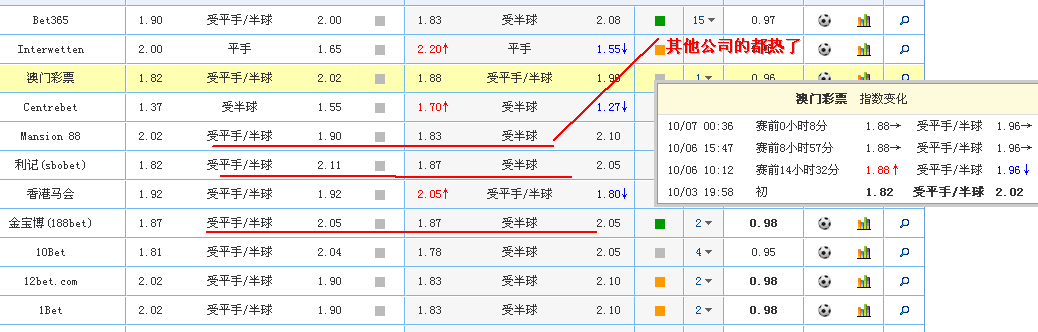 Bet365 1.90 受平手/半球 2.00 1.83 受半球 2.08 15 0.97
Interwetten 2.00 平手 1.65 2.20↑ 平手 1.55↓
其他公司的都热了
澳门彩票 1.82 受平手/半球 2.02 1.88 受平手/半球 1.96 1 0.96
Centrebet 1.37 受半球 1.55 1.70↑ 受半球 1.27↓
Mansion 88 2.02 受平手/半球 1.90 1.83 受半球 2.10
利记(sbobet) 1.82 受平手/半球 2.11 1.87 受半球 2.05
香港马会 1.92 受平手/半球 1.92 2.05↑ 受平手/半球 1.80↓
金宝博(188bet) 1.87 受平手/半球 2.05 1.87 受半球 2.05 2 0.98
10Bet 1.81 受平手/半球 2.04 1.78 受半球 2.05 4 0.95
12bet.com 2.02 受平手/半球 1.90 1.83 受半球 2.10 2 0.98
1Bet 2.02 受平手/半球 1.90 1.83 受半球 2.10 2 0.98
澳门彩票 指数变化
10/07 00:36 赛前0小时8分 1.88→ 受平手/半球 1.96→
10/06 15:47 赛前8小时57分 1.88→ 受平手/半球 1.96→
10/06 10:12 赛前14小时32分 1.88↑ 受平手/半球 1.96↓
10/03 19:58 初 1.82 受平手/半球 2.02